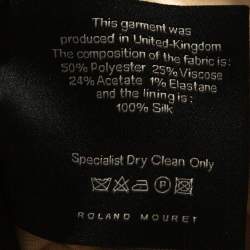 This garment was
produced in United-Kingdom
The composition of the fabric is:
50% Polyester 25% Viscose
24% Acetate 1% Elastane
and the lining is:
100% Silk
Specialist Dry Clean Only
P
ROLAND MOURET